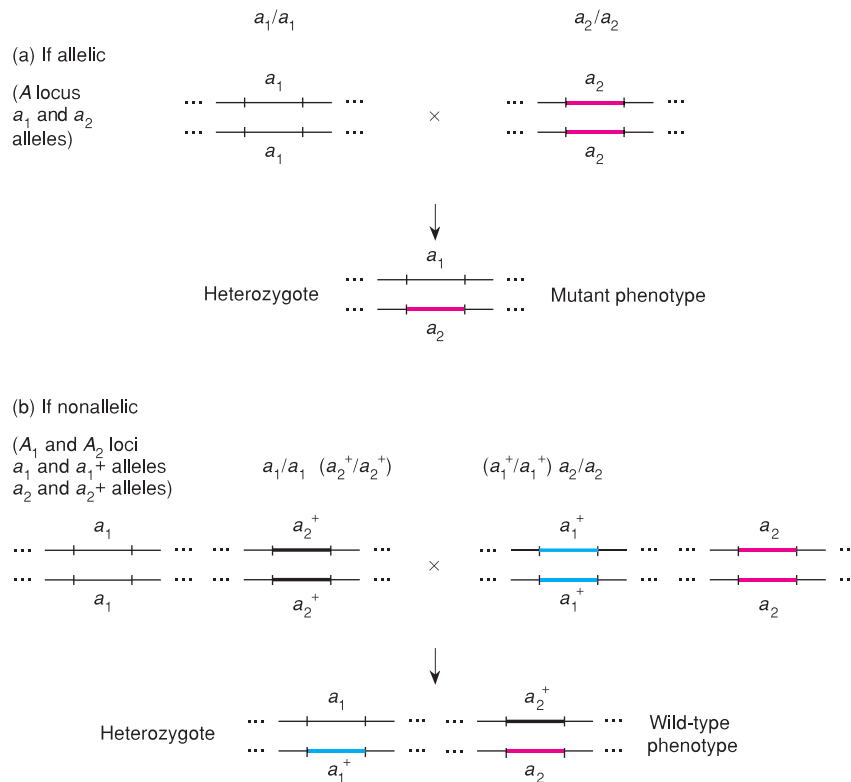 a₁/a₁ a₂/a₂
(a) If allelic
(A locus
a₁ and a₂
alleles)
a₁ a₂
... ... × ... ...
... ... ... ...
a₁ a₂
a₁
... ...
Heterozygote ... ... Mutant phenotype
a₂
(b) If nonallelic
(A₁ and A₂ loci
a₁ and a₁+ alleles
a₂ and a₂+ alleles)
a₁/a₁ (a₂⁺/a₂⁺) (a₁⁺/a₁⁺) a₂/a₂
a₁ a₂⁺ a₁⁺ a₂
... ... ... ... × ... ... ... ...
... ... ... ... ... ... ... ...
a₁ a₂⁺ a₁⁺ a₂
a₁ a₂⁺
... ... ... ...
Heterozygote ... ... ... ... Wild-type
phenotype
a₁⁺ a₂